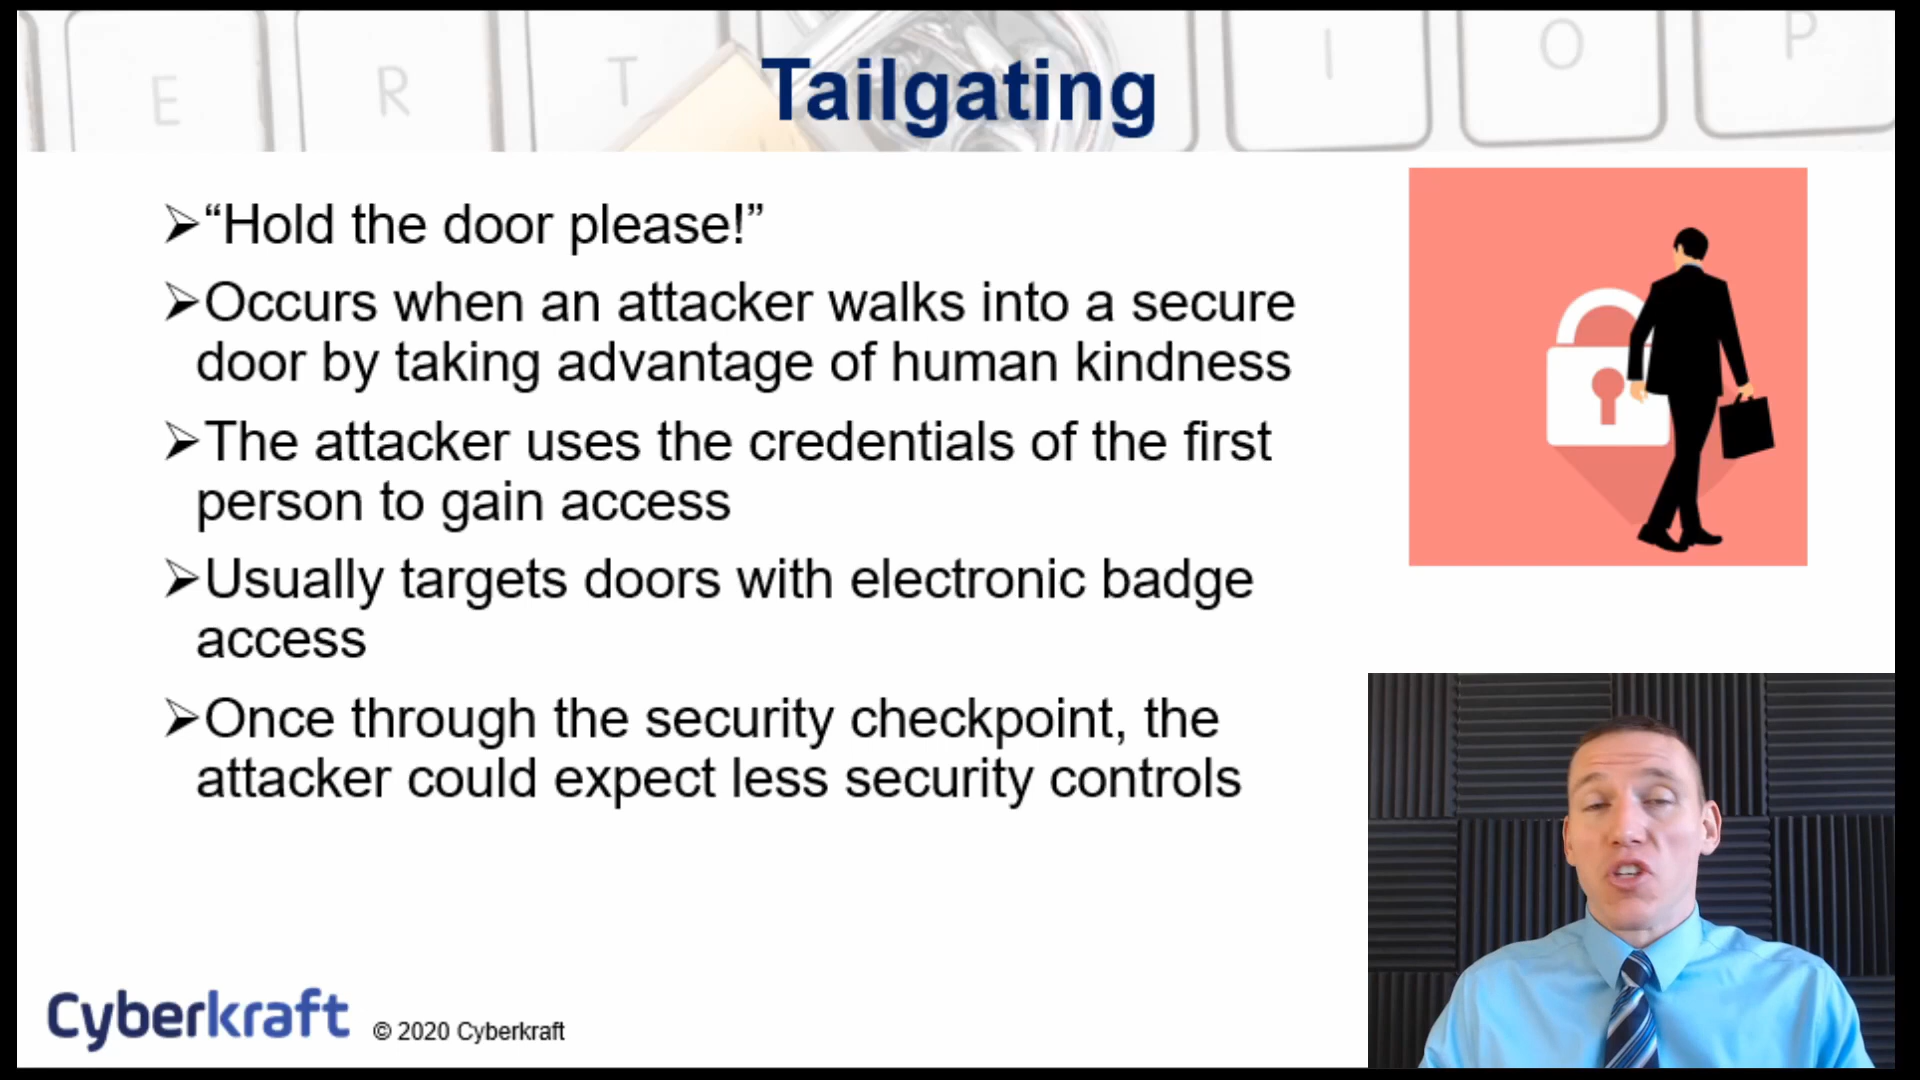 E R T I O P
Tailgating
➢“Hold the door please!”
➢Occurs when an attacker walks into a secure
door by taking advantage of human kindness
➢The attacker uses the credentials of the first
person to gain access
➢Usually targets doors with electronic badge
access
➢Once through the security checkpoint, the
attacker could expect less security controls
Cyberkraft © 2020 Cyberkraft